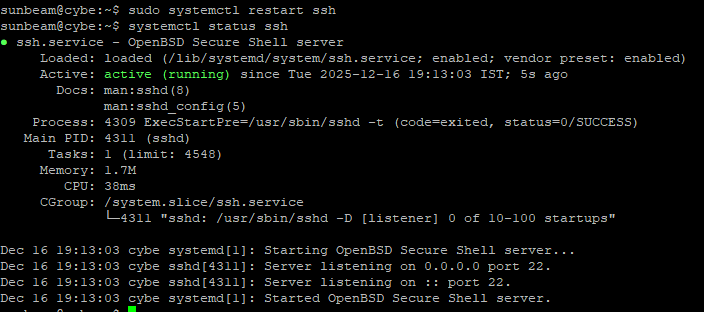 sunbeam@cybe:~$ sudo systemctl restart ssh
sunbeam@cybe:~$ systemctl status ssh
● ssh.service - OpenBSD Secure Shell server
     Loaded: loaded (/lib/systemd/system/ssh.service; enabled; vendor preset: enabled)
     Active: active (running) since Tue 2025-12-16 19:13:03 IST; 5s ago
       Docs: man:sshd(8)
             man:sshd_config(5)
    Process: 4309 ExecStartPre=/usr/sbin/sshd -t (code=exited, status=0/SUCCESS)
   Main PID: 4311 (sshd)
      Tasks: 1 (limit: 4548)
     Memory: 1.7M
        CPU: 38ms
     CGroup: /system.slice/ssh.service
             └─4311 "sshd: /usr/sbin/sshd -D [listener] 0 of 10-100 startups"
Dec 16 19:13:03 cybe systemd[1]: Starting OpenBSD Secure Shell server...
Dec 16 19:13:03 cybe sshd[4311]: Server listening on 0.0.0.0 port 22.
Dec 16 19:13:03 cybe sshd[4311]: Server listening on :: port 22.
Dec 16 19:13:03 cybe systemd[1]: Started OpenBSD Secure Shell server.